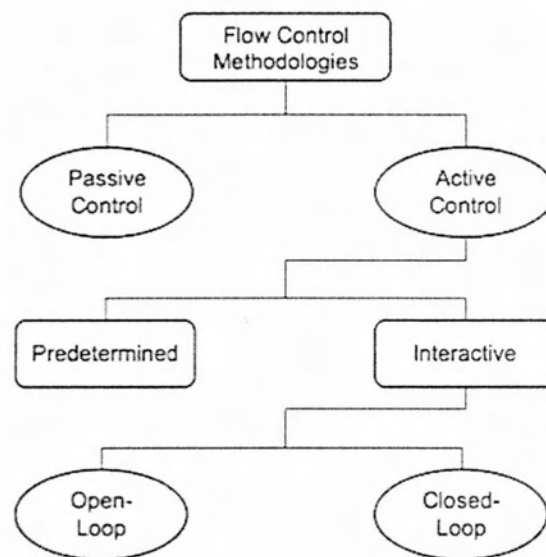 Flow Control
Methodologies
Passive
Control
Active
Control
Predetermined
Interactive
Open-
Loop
Closed-
Loop